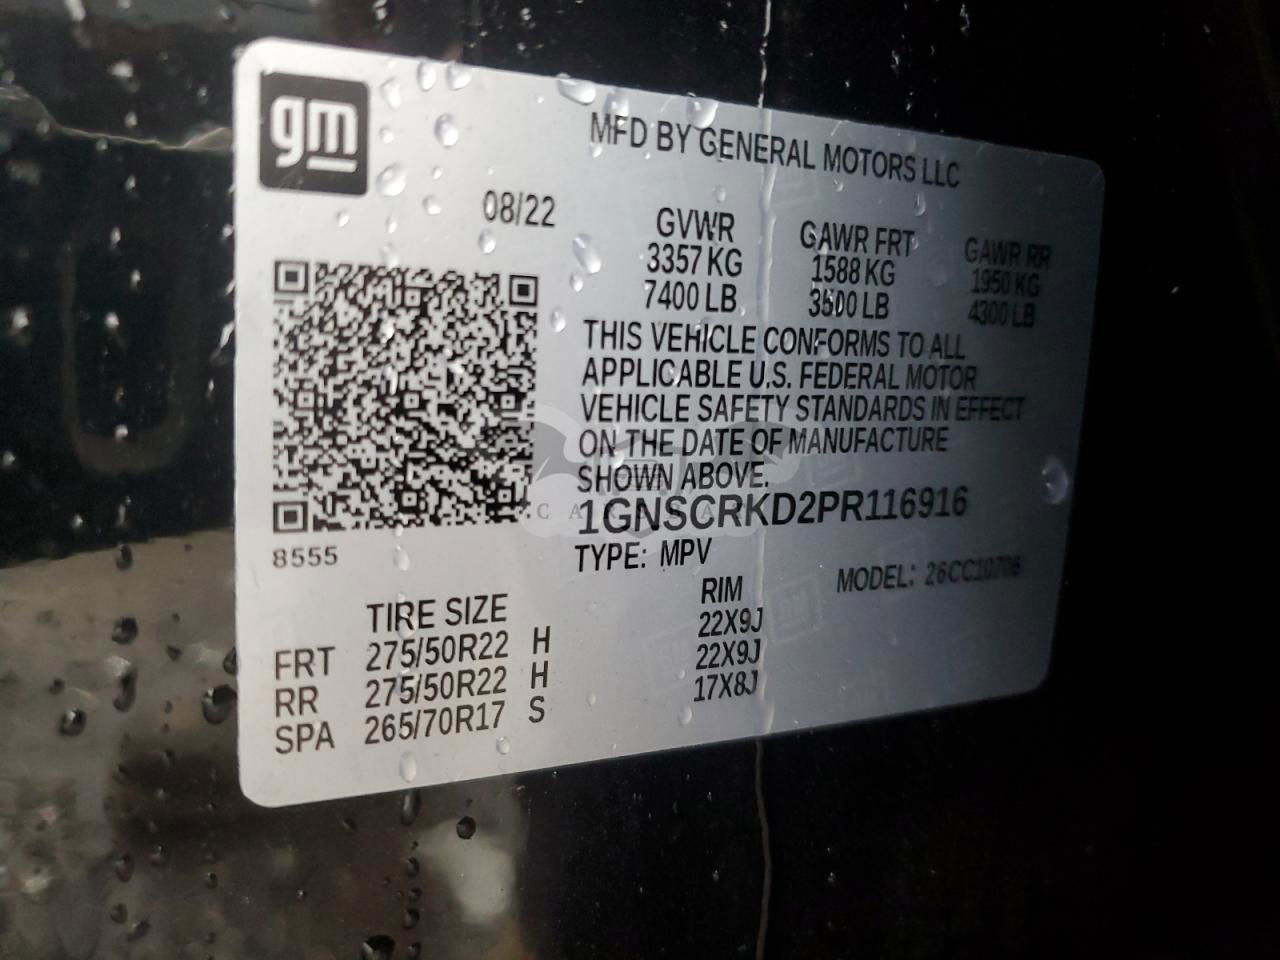 gm
MFD BY GENERAL MOTORS LLC
08/22
GVWR GAWR FRT GAWR RR
3357 KG 1588 KG 1950 KG
7400 LB 3500 LB 4300 LB
THIS VEHICLE CONFORMS TO ALL
APPLICABLE U.S. FEDERAL MOTOR
VEHICLE SAFETY STANDARDS IN EFFECT
ON THE DATE OF MANUFACTURE
SHOWN ABOVE.
1GNSCRKD2PR116916
8555
TYPE: MPV MODEL: 26CC10706
TIRE SIZE RIM
FRT 275/50R22 H 22X9J
RR 275/50R22 H 22X9J
SPA 265/70R17 S 17X8J